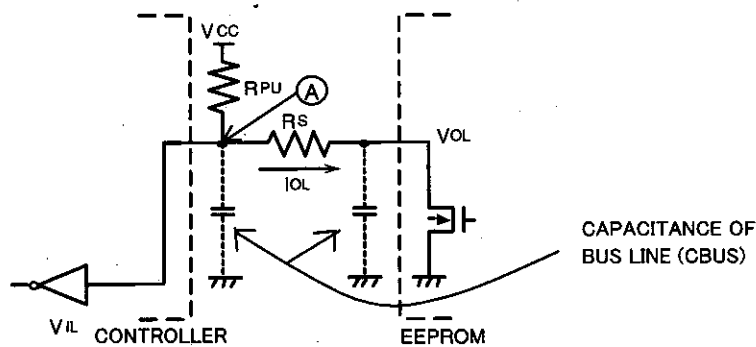 VCC
RPU
A
RS
VOL
IOL
CAPACITANCE OF
BUS LINE (CBUS)
VIL
CONTROLLER
EEPROM